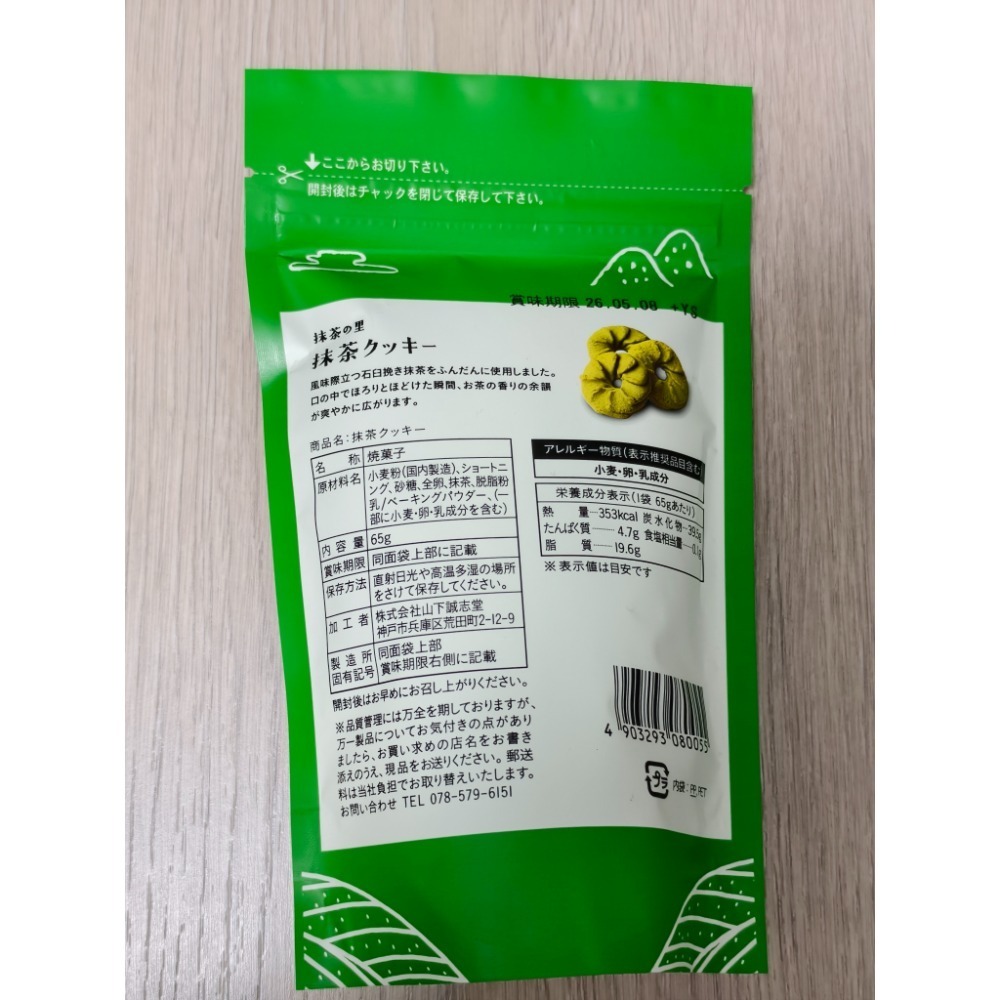 ここからお切り下さい。
開封後はチャックを閉じて保存して下さい。
賞味期限 26.05.08 +Y8
抹茶の里
抹茶クッキー
風味際立つ石臼挽き抹茶をふんだんに使用しました。
口の中でほろりとほどけた瞬間、お茶の香りの余韻
が爽やかに広がります。
商品名:抹茶クッキー
名称 焼菓子
原材料名 小麦粉(国内製造)、ショートニ
ング、砂糖、全卵、抹茶、脱脂粉
乳/ベーキングパウダー、(一
部に小麦・卵・乳成分を含む)
内容量 65g
賞味期限 同面袋上部に記載
保存方法 直射日光や高温多湿の場所
をさけて保存してください。
加工者 株式会社山下誠志堂
神戸市兵庫区荒田町2-12-9
製造所 同面袋上部
固有記号 賞味期限右側に記載
開封後はお早めにお召し上がりください。
※品質管理には万全を期しておりますが、
万一製品についてお気付きの点があり
ましたら、お買い求めの店名をお書き
添えのうえ、現品をお送りください。郵送
料は当社負担でお取り替えいたします。
お問い合わせ TEL 078-579-6151
アレルギー物質(表示推奨品目含む)
小麦・卵・乳成分
栄養成分表示(1袋 65gあたり)
熱量…353kcal 炭水化物…39.5g
たんぱく質……4.7g 食塩相当量…0.1g
脂質……19.6g
※表示値は目安です
4 903293 080055
プラ
内袋:PP,PET